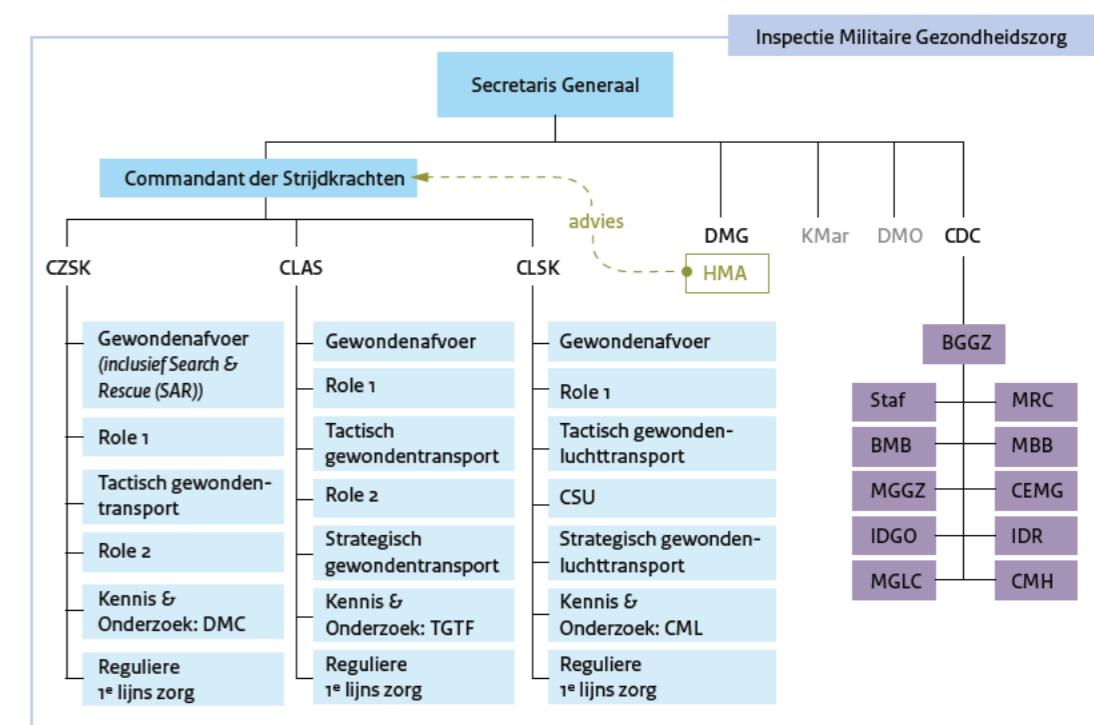 Inspectie Militaire Gezondheidszorg
Secretaris Generaal
Commandant der Strijdkrachten
advies
DMG
KMar
DMO
CDC
HMA
CZSK
CLAS
CLSK
Gewondenafvoer
(inclusief Search &
Rescue (SAR))
Role 1
Tactisch gewonden-
transport
Role 2
Kennis &
Onderzoek: DMC
Reguliere
1e lijns zorg
Gewondenafvoer
Role 1
Tactisch
gewondentransport
Role 2
Strategisch
gewondentransport
Kennis &
Onderzoek: TGTF
Reguliere
1e lijns zorg
Gewondenafvoer
Role 1
Tactisch gewonden-
luchttransport
CSU
Strategisch gewonden-
luchttransport
Kennis &
Onderzoek: CML
Reguliere
1e lijns zorg
BGGZ
Staf
MRC
BMB
MBB
MGGZ
CEMG
IDGO
IDR
MGLC
CMH